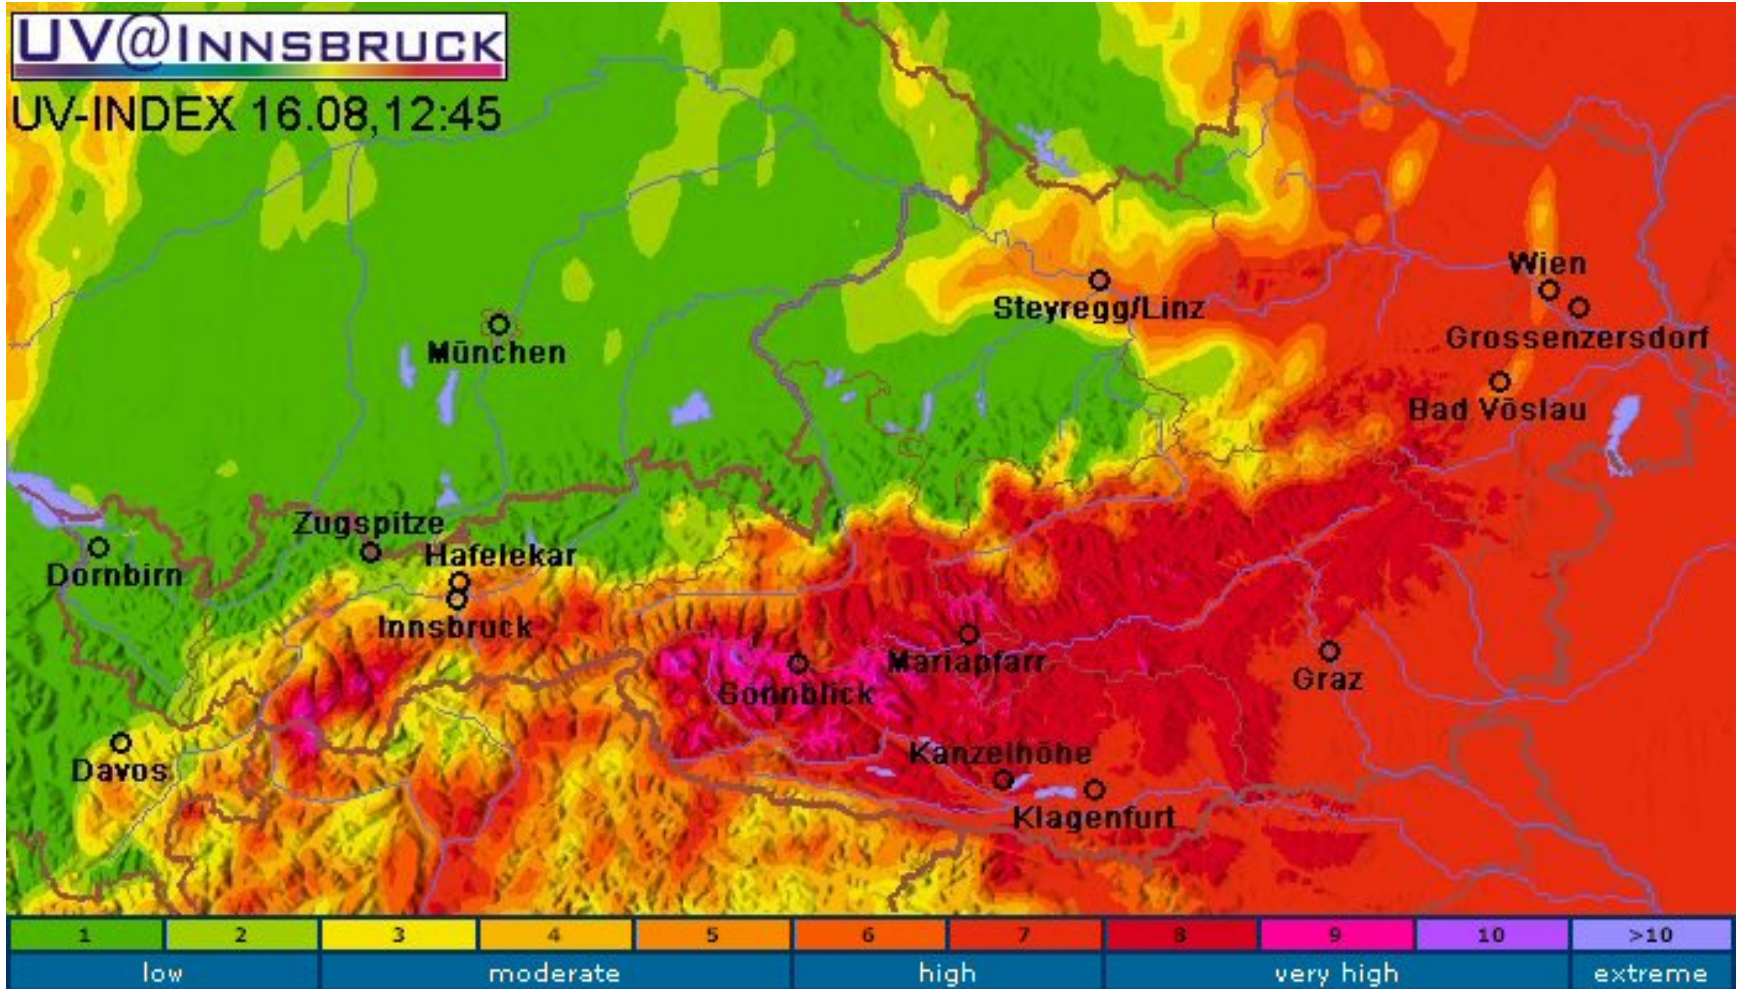 UV@INNSBRUCK
UV-INDEX 16.08,12:45
Wien
Steyregg/Linz
Grossenzersdorf
München
Bad Vöslau
Zugspitze
Hafelekar
Dornbirn
Innsbruck
Mariapfarr
Sonnblick
Graz
Kanzelhöhe
Davos
Klagenfurt
1 2 3 4 5 6 7 8 9 10 >10
low moderate high very high extreme